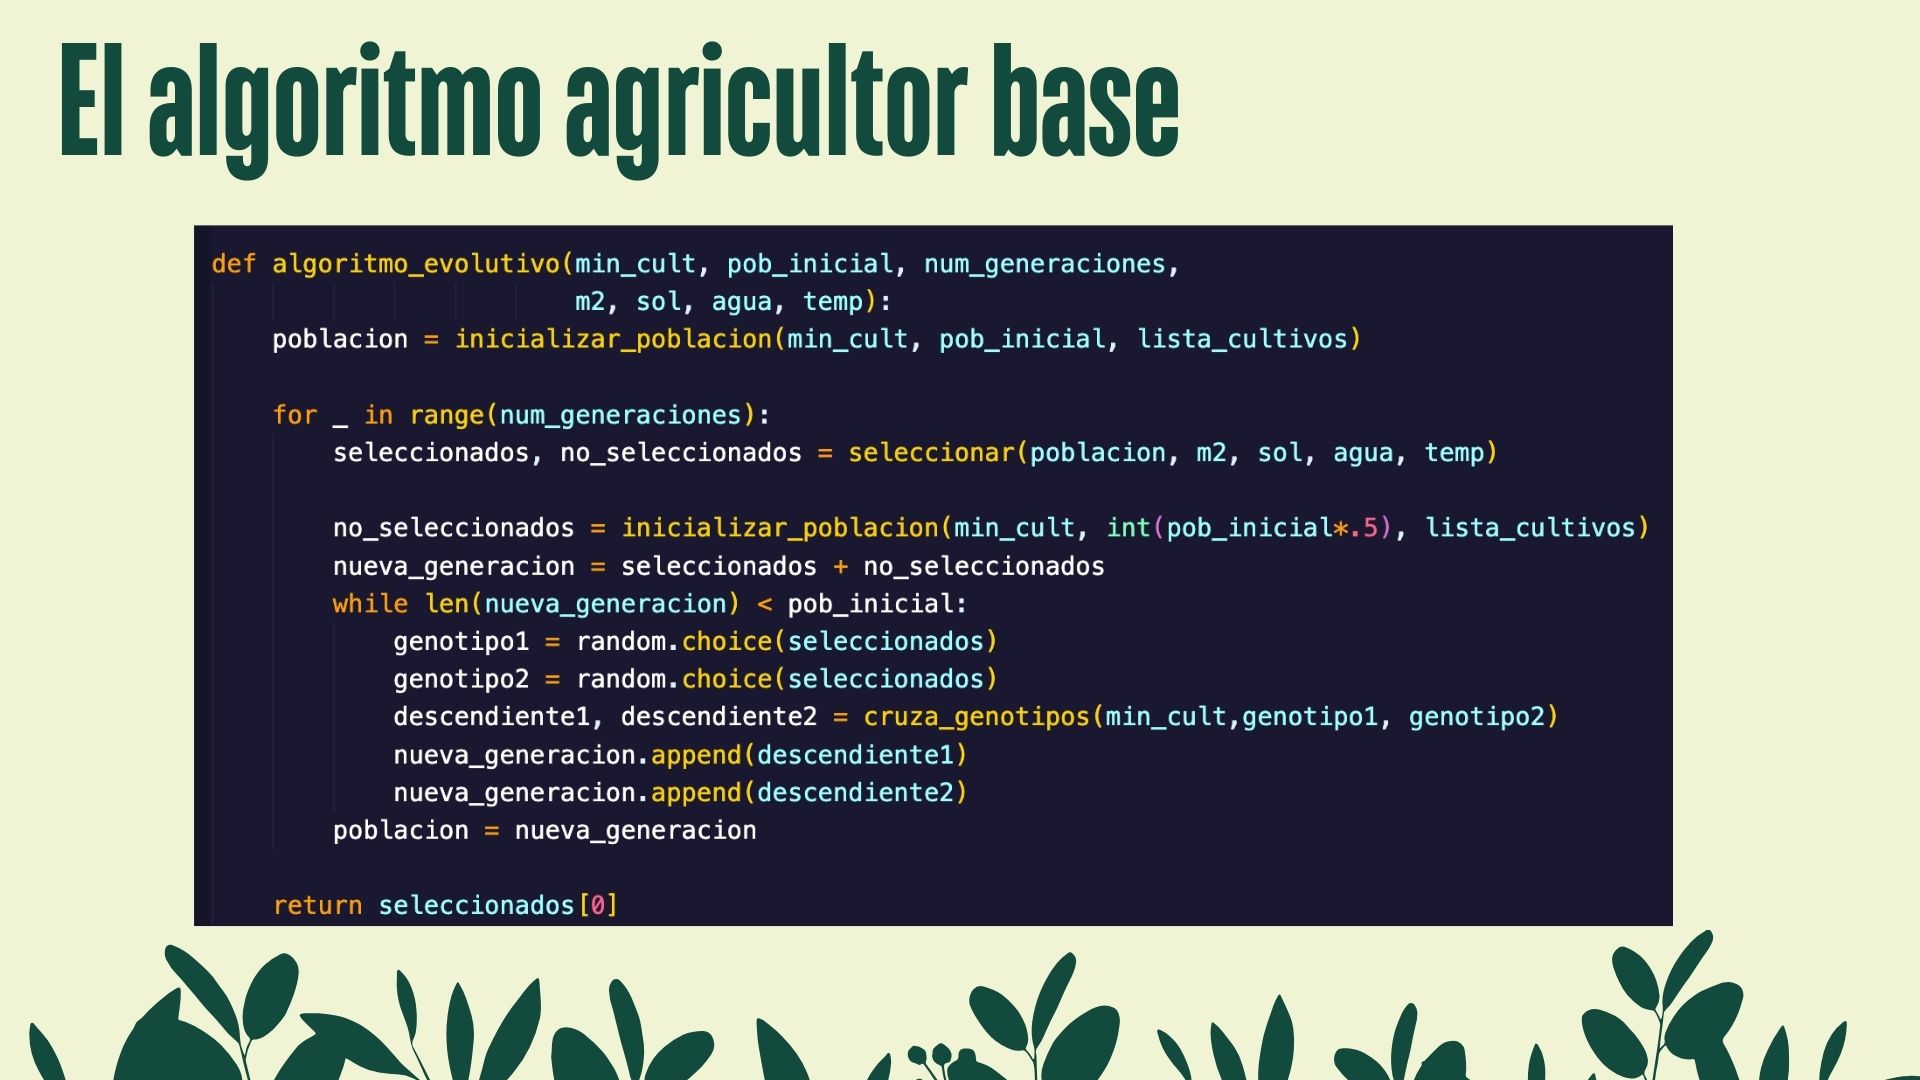 El algoritmo agricultor base
def algoritmo_evolutivo(min_cult, pob_inicial, num_generaciones,
                        m2, sol, agua, temp):
    poblacion = inicializar_poblacion(min_cult, pob_inicial, lista_cultivos)
    for _ in range(num_generaciones):
        seleccionados, no_seleccionados = seleccionar(poblacion, m2, sol, agua, temp)
        no_seleccionados = inicializar_poblacion(min_cult, int(pob_inicial*.5), lista_cultivos)
        nueva_generacion = seleccionados + no_seleccionados
        while len(nueva_generacion) < pob_inicial:
            genotipo1 = random.choice(seleccionados)
            genotipo2 = random.choice(seleccionados)
            descendiente1, descendiente2 = cruza_genotipos(min_cult,genotipo1, genotipo2)
            nueva_generacion.append(descendiente1)
            nueva_generacion.append(descendiente2)
        poblacion = nueva_generacion
    return seleccionados[0]